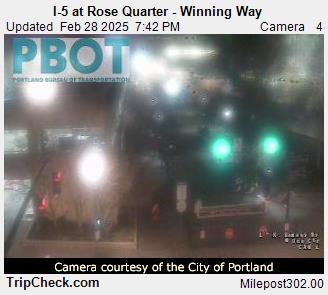 I-5 at Rose Quarter - Winning Way
Updated Feb 28 2025 7:42 PM Camera 4
PBOT
PORTLAND BUREAU OF TRANSPORTATION
Camera courtesy of the City of Portland
TripCheck.com Milepost302.00